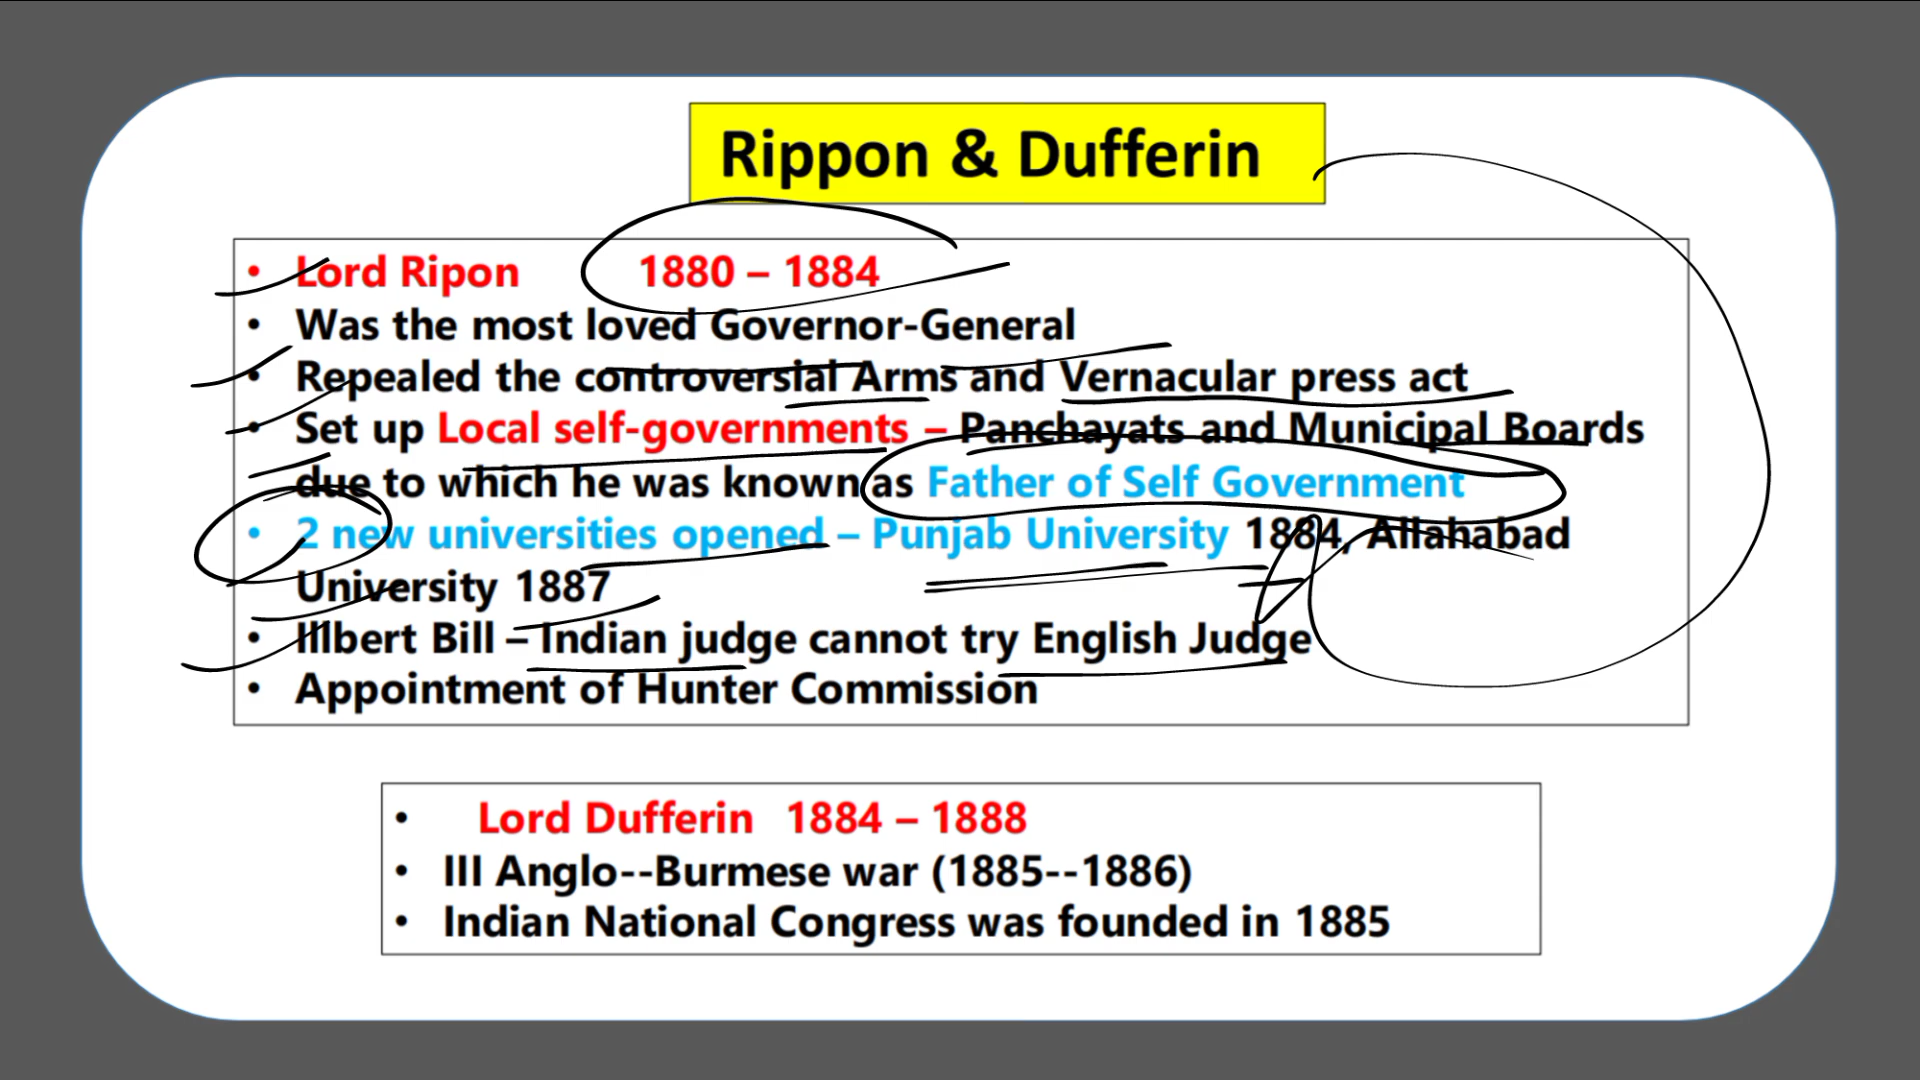 Rippon & Dufferin
• Lord Ripon 1880 – 1884
• Was the most loved Governor-General
• Repealed the controversial Arms and Vernacular press act
• Set up Local self-governments – Panchayats and Municipal Boards
due to which he was known as Father of Self Government
• 2 new universities opened – Punjab University 1884, Allahabad
University 1887
• Illbert Bill – Indian judge cannot try English Judge
• Appointment of Hunter Commission
• Lord Dufferin 1884 – 1888
• III Anglo--Burmese war (1885--1886)
• Indian National Congress was founded in 1885